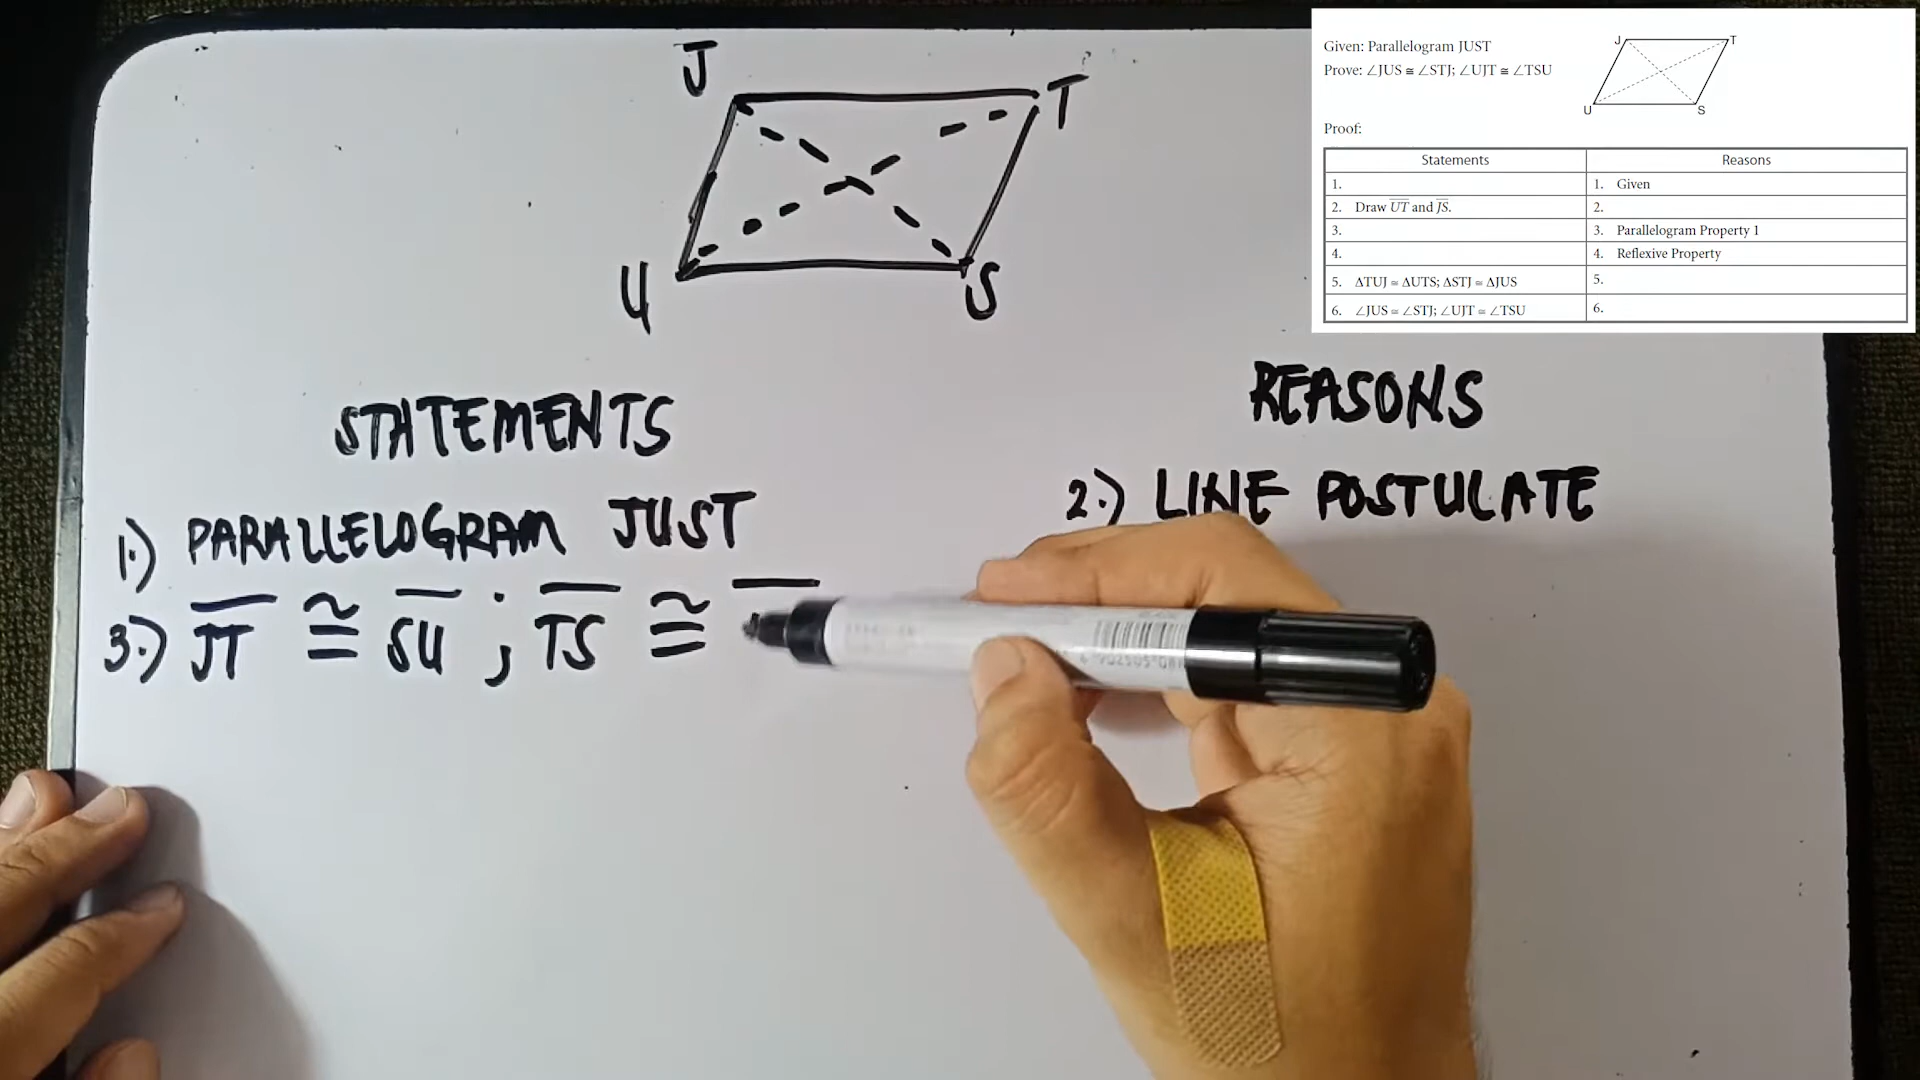 J
T
U
S
STATEMENTS
REASONS
1.) PARALLELOGRAM JUST
2.) LINE POSTULATE
3.) JT ≅ SU ; TS ≅
Given: Parallelogram JUST
Prove: ∠JUS ≅ ∠STJ; ∠UJT ≅ ∠TSU
J
T
U
S
Proof:
Statements
Reasons
1.
1. Given
2. Draw UT and JS.
2.
3.
3. Parallelogram Property 1
4.
4. Reflexive Property
5. ΔTUJ ≅ ΔUTS; ΔSTJ ≅ ΔJUS
5.
6. ∠JUS ≅ ∠STJ; ∠UJT ≅ ∠TSU
6.